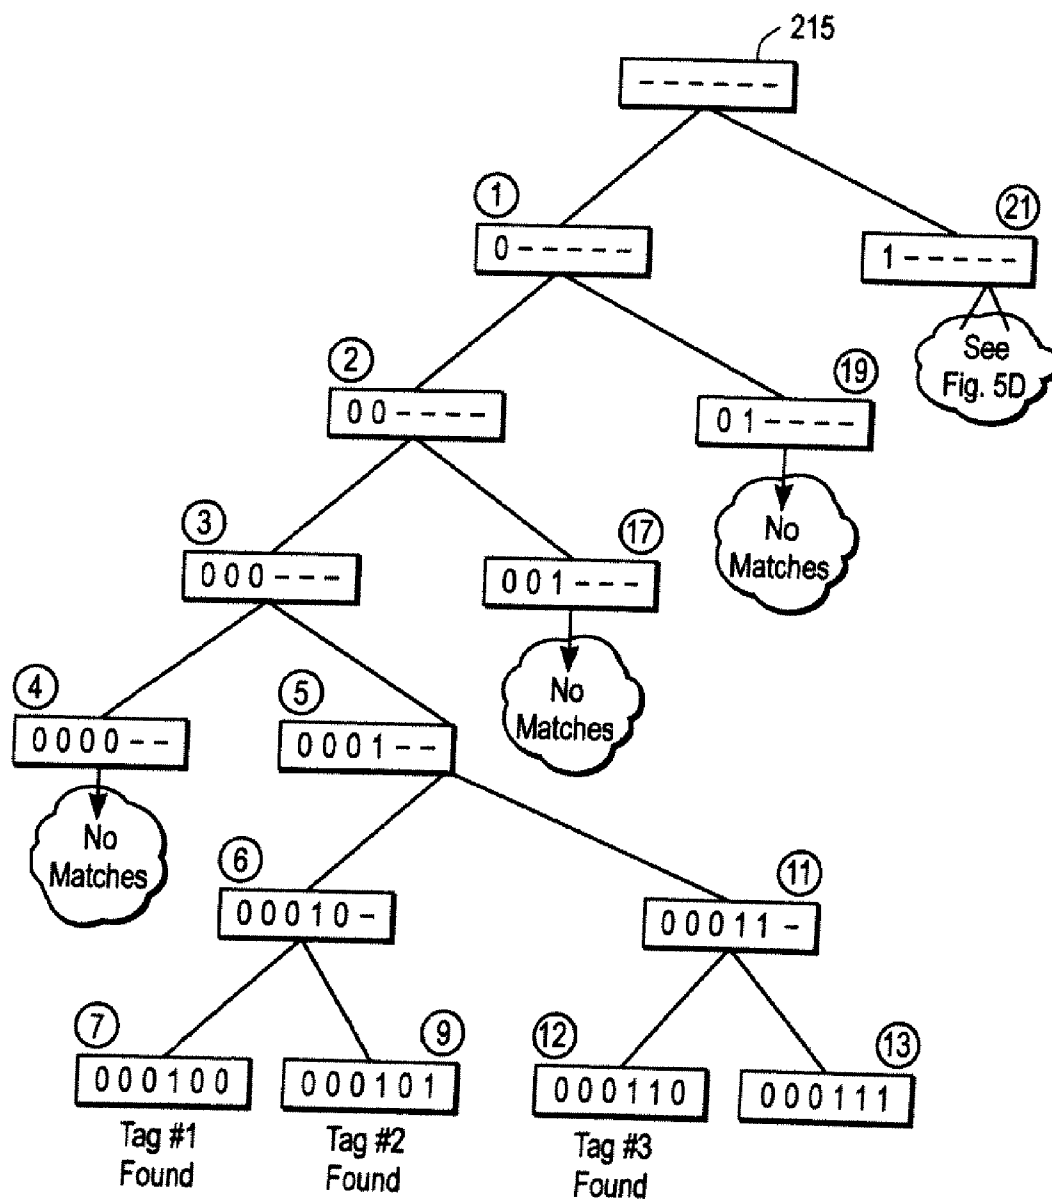 215
------
1
0-----
21
1-----
See
Fig. 5D
2
00----
19
01----
No
Matches
3
000---
17
001---
No
Matches
4
0000--
No
Matches
5
0001--
6
00010-
11
00011-
7
000100
Tag #1
Found
9
000101
Tag #2
Found
12
000110
Tag #3
Found
13
000111